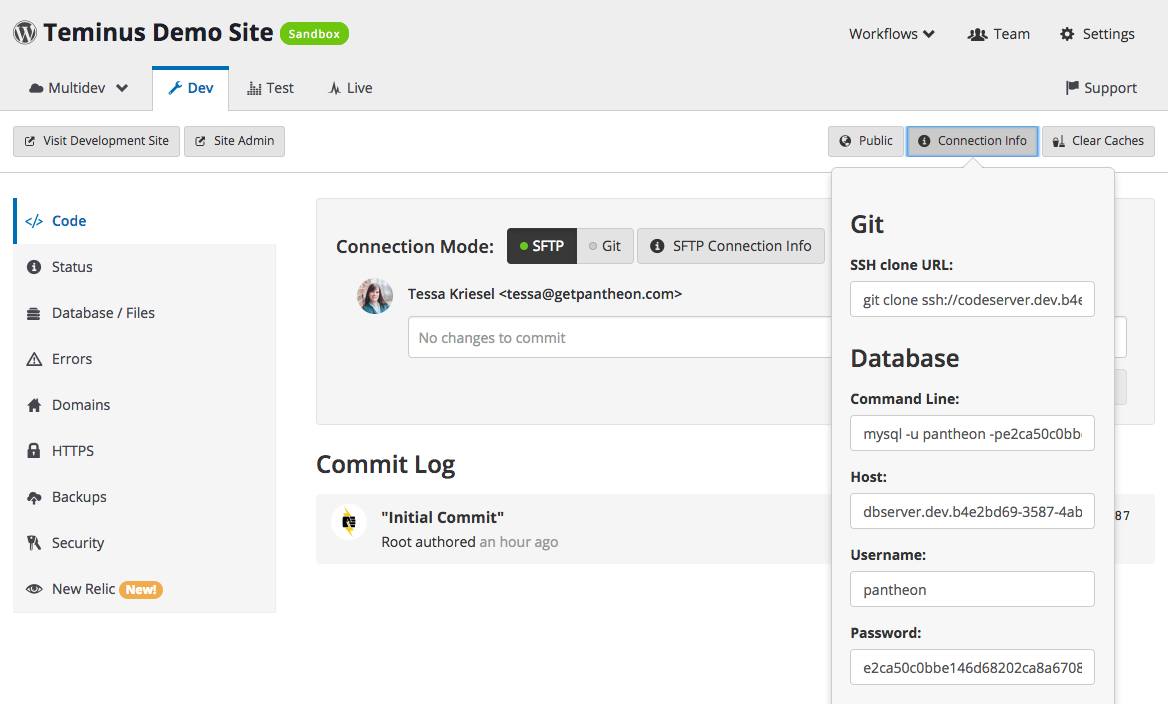 Teminus Demo Site Sandbox
Workflows Team Settings
Multidev Dev Test Live Support
Visit Development Site Site Admin
Public Connection Info Clear Caches
</> Code
Status
Database / Files
Errors
Domains
HTTPS
Backups
Security
New Relic New!
Connection Mode: SFTP Git SFTP Connection Info
Tessa Kriesel <tessa@getpantheon.com>
No changes to commit
Commit Log
"Initial Commit"
Root authored an hour ago
87
Git
SSH clone URL:
git clone ssh://codeserver.dev.b4e
Database
Command Line:
mysql -u pantheon -pe2ca50c0bb
Host:
dbserver.dev.b4e2bd69-3587-4ab
Username:
pantheon
Password:
e2ca50c0bbe146d68202ca8a6708